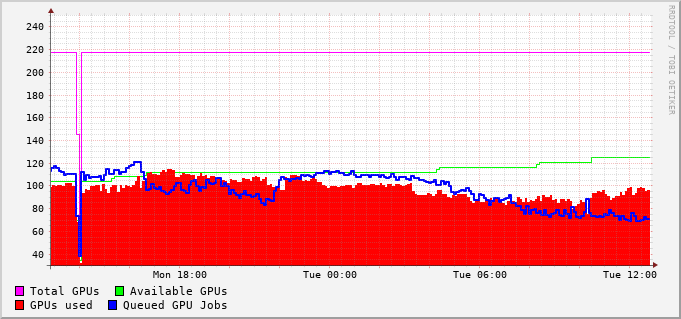 RRDTOOL / TOBI OETIKER
240
220
200
180
160
140
120
100
80
60
40
Mon 18:00 Tue 00:00 Tue 06:00 Tue 12:00
Total GPUs Available GPUs
GPUs used Queued GPU Jobs